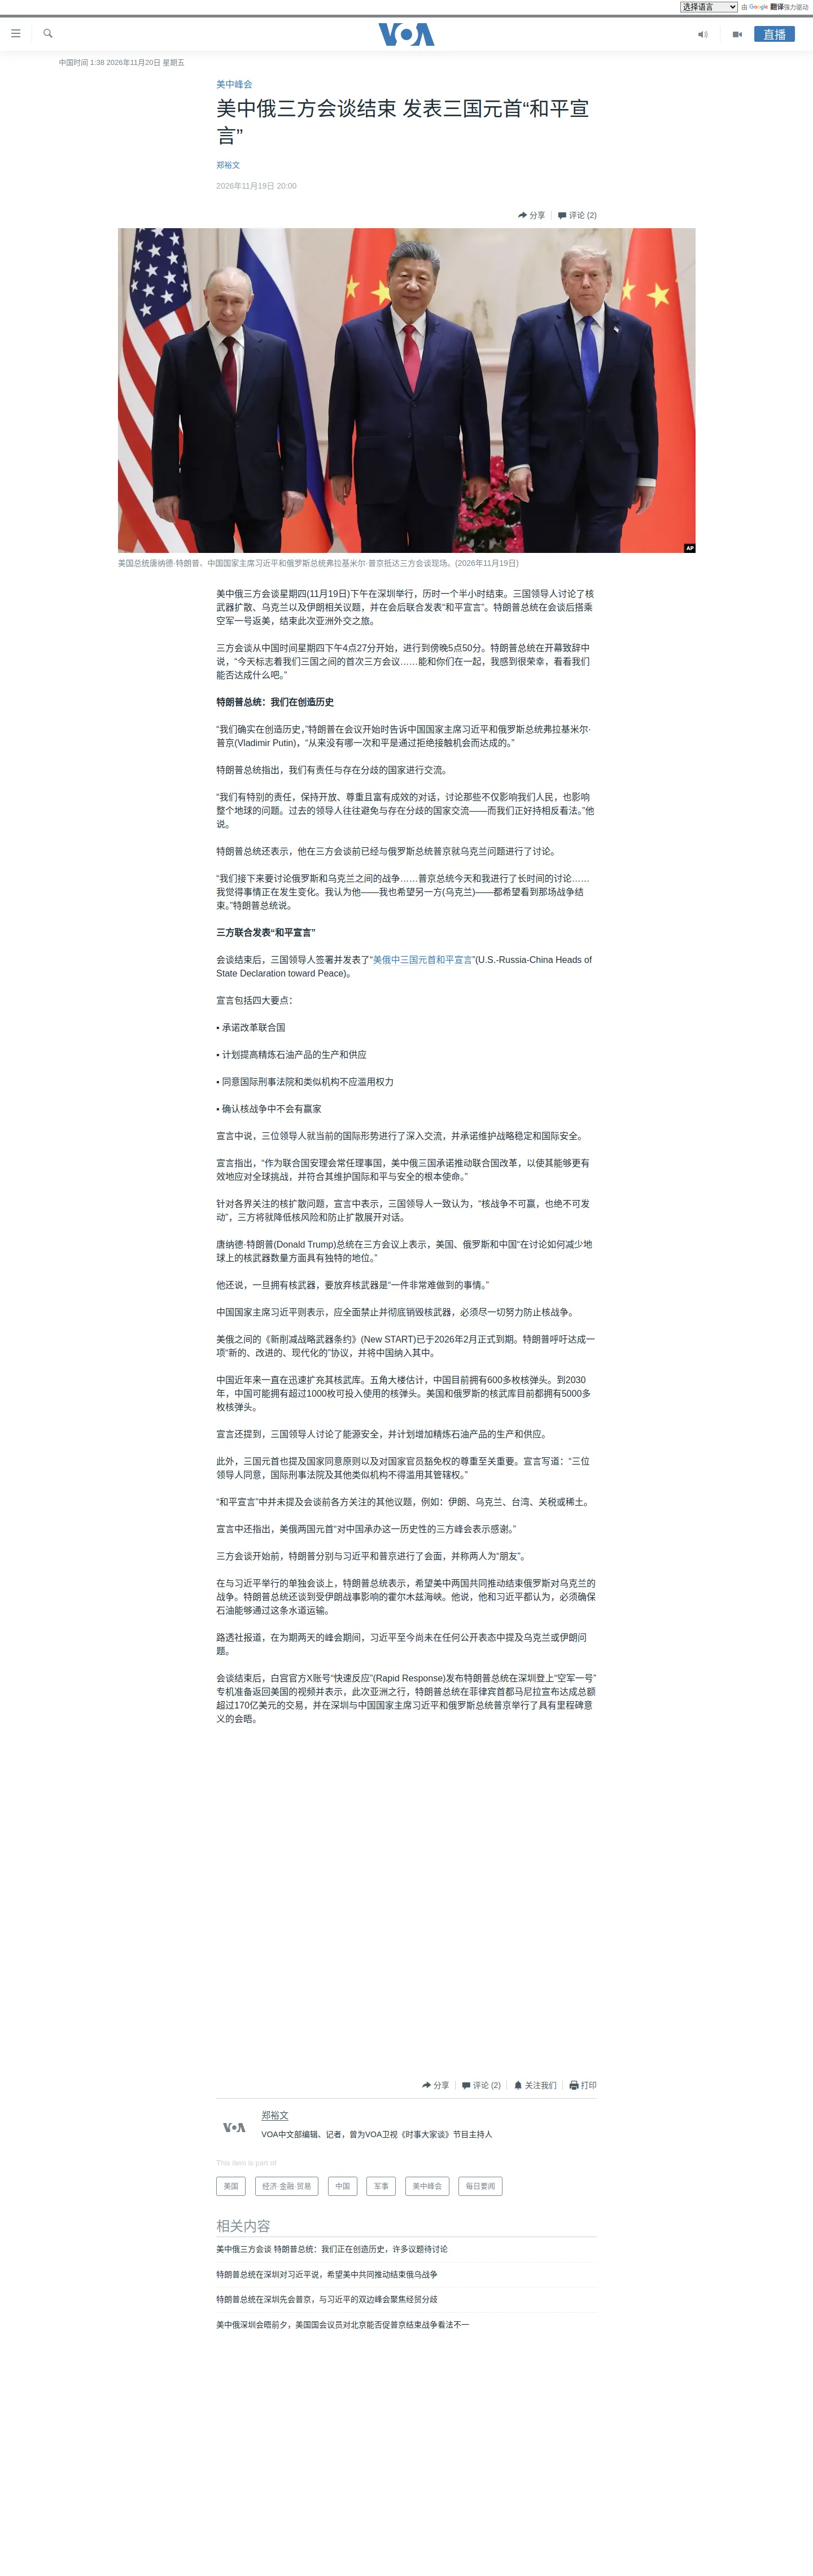 选择语言 由 Google 翻译强力驱动
VOA
直播
中国时间 1:38 2026年11月20日 星期五
美中峰会
美中俄三方会谈结束 发表三国元首“和平宣
言”
郑裕文
2026年11月19日 20:00
分享 评论 (2)
AP
美国总统唐纳德·特朗普、中国国家主席习近平和俄罗斯总统弗拉基米尔·普京抵达三方会谈现场。(2026年11月19日)
美中俄三方会谈星期四(11月19日)下午在深圳举行，历时一个半小时结束。三国领导人讨论了核
武器扩散、乌克兰以及伊朗相关议题，并在会后联合发表“和平宣言”。特朗普总统在会谈后搭乘
空军一号返美，结束此次亚洲外交之旅。
三方会谈从中国时间星期四下午4点27分开始，进行到傍晚5点50分。特朗普总统在开幕致辞中
说，“今天标志着我们三国之间的首次三方会议……能和你们在一起，我感到很荣幸，看看我们
能否达成什么吧。”
特朗普总统：我们在创造历史
“我们确实在创造历史，”特朗普在会议开始时告诉中国国家主席习近平和俄罗斯总统弗拉基米尔·
普京(Vladimir Putin)，“从来没有哪一次和平是通过拒绝接触机会而达成的。”
特朗普总统指出，我们有责任与存在分歧的国家进行交流。
“我们有特别的责任，保持开放、尊重且富有成效的对话，讨论那些不仅影响我们人民，也影响
整个地球的问题。过去的领导人往往避免与存在分歧的国家交流——而我们正好持相反看法。”他
说。
特朗普总统还表示，他在三方会谈前已经与俄罗斯总统普京就乌克兰问题进行了讨论。
“我们接下来要讨论俄罗斯和乌克兰之间的战争……普京总统今天和我进行了长时间的讨论……
我觉得事情正在发生变化。我认为他——我也希望另一方(乌克兰)——都希望看到那场战争结
束。”特朗普总统说。
三方联合发表“和平宣言”
会谈结束后，三国领导人签署并发表了“美俄中三国元首和平宣言”(U.S.-Russia-China Heads of
State Declaration toward Peace)。
宣言包括四大要点：
▪ 承诺改革联合国
▪ 计划提高精炼石油产品的生产和供应
▪ 同意国际刑事法院和类似机构不应滥用权力
▪ 确认核战争中不会有赢家
宣言中说，三位领导人就当前的国际形势进行了深入交流，并承诺维护战略稳定和国际安全。
宣言指出，“作为联合国安理会常任理事国，美中俄三国承诺推动联合国改革，以使其能够更有
效地应对全球挑战，并符合其维护国际和平与安全的根本使命。”
针对各界关注的核扩散问题，宣言中表示，三国领导人一致认为，“核战争不可赢，也绝不可发
动”，三方将就降低核风险和防止扩散展开对话。
唐纳德·特朗普(Donald Trump)总统在三方会议上表示，美国、俄罗斯和中国“在讨论如何减少地
球上的核武器数量方面具有独特的地位。”
他还说，一旦拥有核武器，要放弃核武器是“一件非常难做到的事情。”
中国国家主席习近平则表示，应全面禁止并彻底销毁核武器，必须尽一切努力防止核战争。
美俄之间的《新削减战略武器条约》(New START)已于2026年2月正式到期。特朗普呼吁达成一
项“新的、改进的、现代化的”协议，并将中国纳入其中。
中国近年来一直在迅速扩充其核武库。五角大楼估计，中国目前拥有600多枚核弹头。到2030
年，中国可能拥有超过1000枚可投入使用的核弹头。美国和俄罗斯的核武库目前都拥有5000多
枚核弹头。
宣言还提到，三国领导人讨论了能源安全，并计划增加精炼石油产品的生产和供应。
此外，三国元首也提及国家同意原则以及对国家官员豁免权的尊重至关重要。宣言写道：“三位
领导人同意，国际刑事法院及其他类似机构不得滥用其管辖权。”
“和平宣言”中并未提及会谈前各方关注的其他议题，例如：伊朗、乌克兰、台湾、关税或稀土。
宣言中还指出，美俄两国元首“对中国承办这一历史性的三方峰会表示感谢。”
三方会谈开始前，特朗普分别与习近平和普京进行了会面，并称两人为“朋友”。
在与习近平举行的单独会谈上，特朗普总统表示，希望美中两国共同推动结束俄罗斯对乌克兰的
战争。特朗普总统还谈到受伊朗战事影响的霍尔木兹海峡。他说，他和习近平都认为，必须确保
石油能够通过这条水道运输。
路透社报道，在为期两天的峰会期间，习近平至今尚未在任何公开表态中提及乌克兰或伊朗问
题。
会谈结束后，白宫官方X账号“快速反应”(Rapid Response)发布特朗普总统在深圳登上“空军一号”
专机准备返回美国的视频并表示，此次亚洲之行，特朗普总统在菲律宾首都马尼拉宣布达成总额
超过170亿美元的交易，并在深圳与中国国家主席习近平和俄罗斯总统普京举行了具有里程碑意
义的会晤。
分享 评论 (2) 关注我们 打印
VOA
郑裕文
VOA中文部编辑、记者，曾为VOA卫视《时事大家谈》节目主持人
This item is part of
美国 经济·金融·贸易 中国 军事 美中峰会 每日要闻
相关内容
美中俄三方会谈 特朗普总统：我们正在创造历史，许多议题待讨论
特朗普总统在深圳对习近平说，希望美中共同推动结束俄乌战争
特朗普总统在深圳先会普京，与习近平的双边峰会聚焦经贸分歧
美中俄深圳会晤前夕，美国国会议员对北京能否促普京结束战争看法不一